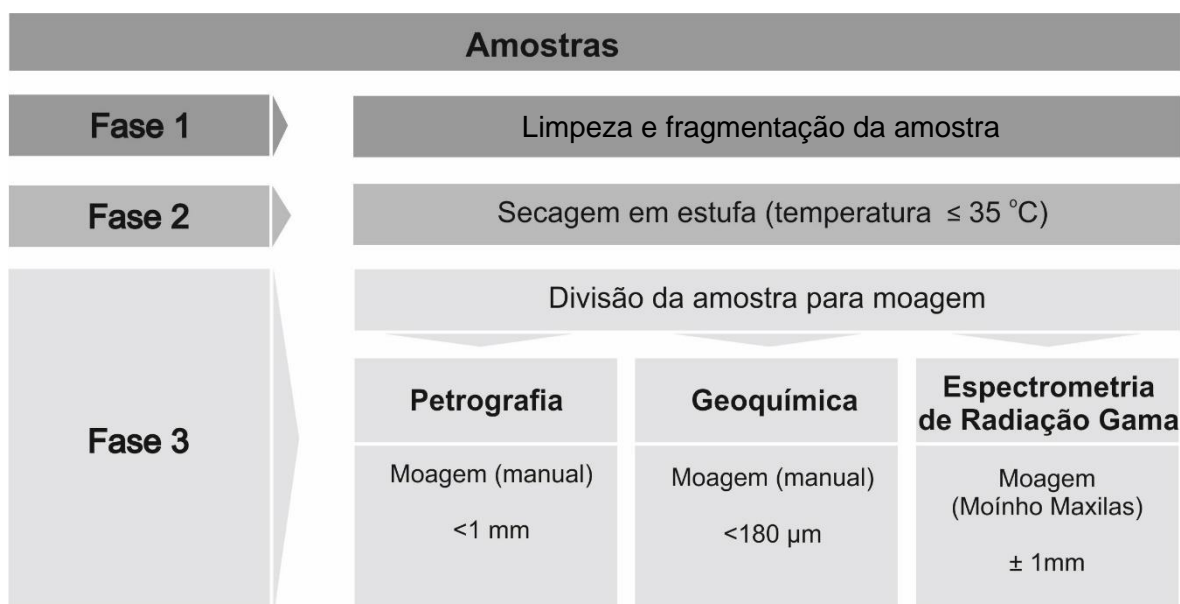 Amostras
Fase 1
Limpeza e fragmentação da amostra
Fase 2
Secagem em estufa (temperatura ≤ 35 °C)
Fase 3
Divisão da amostra para moagem
Petrografia
Moagem (manual)
<1 mm
Geoquímica
Moagem (manual)
<180 µm
Espectrometria
de Radiação Gama
Moagem
(Moínho Maxilas)
± 1mm